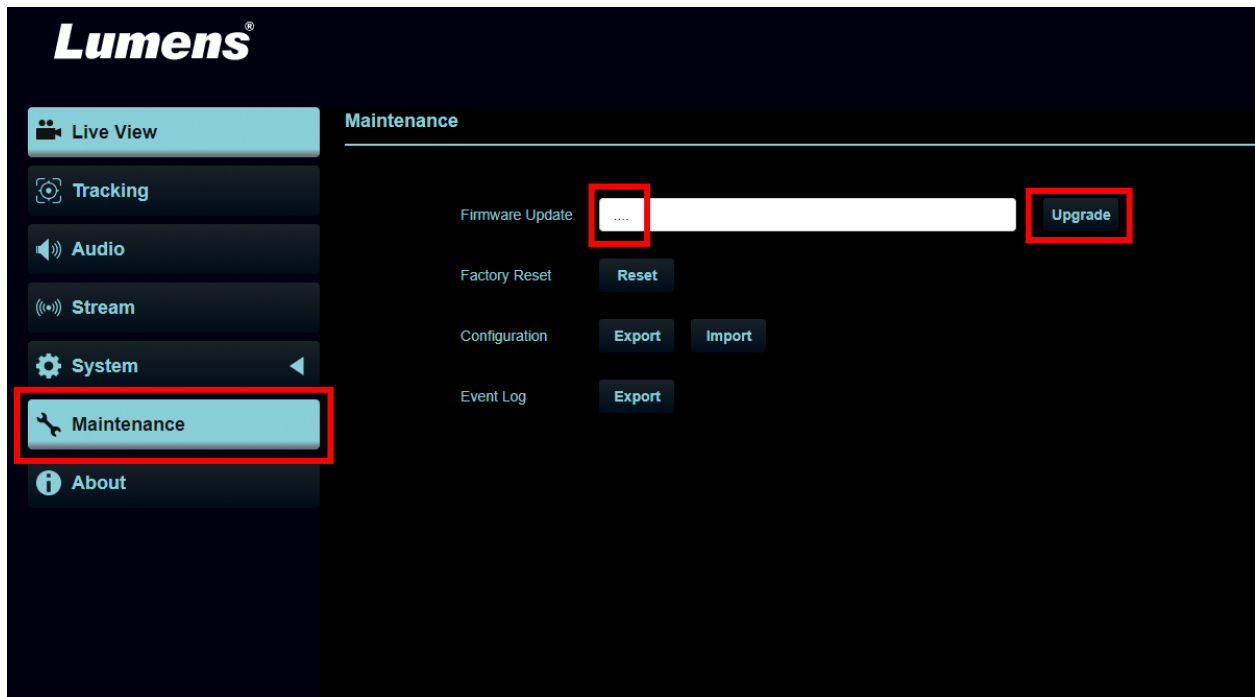 Lumens®
Live View
Tracking
Audio
Stream
System
Maintenance
About
Maintenance
Firmware Update .... Upgrade
Factory Reset Reset
Configuration Export Import
Event Log Export